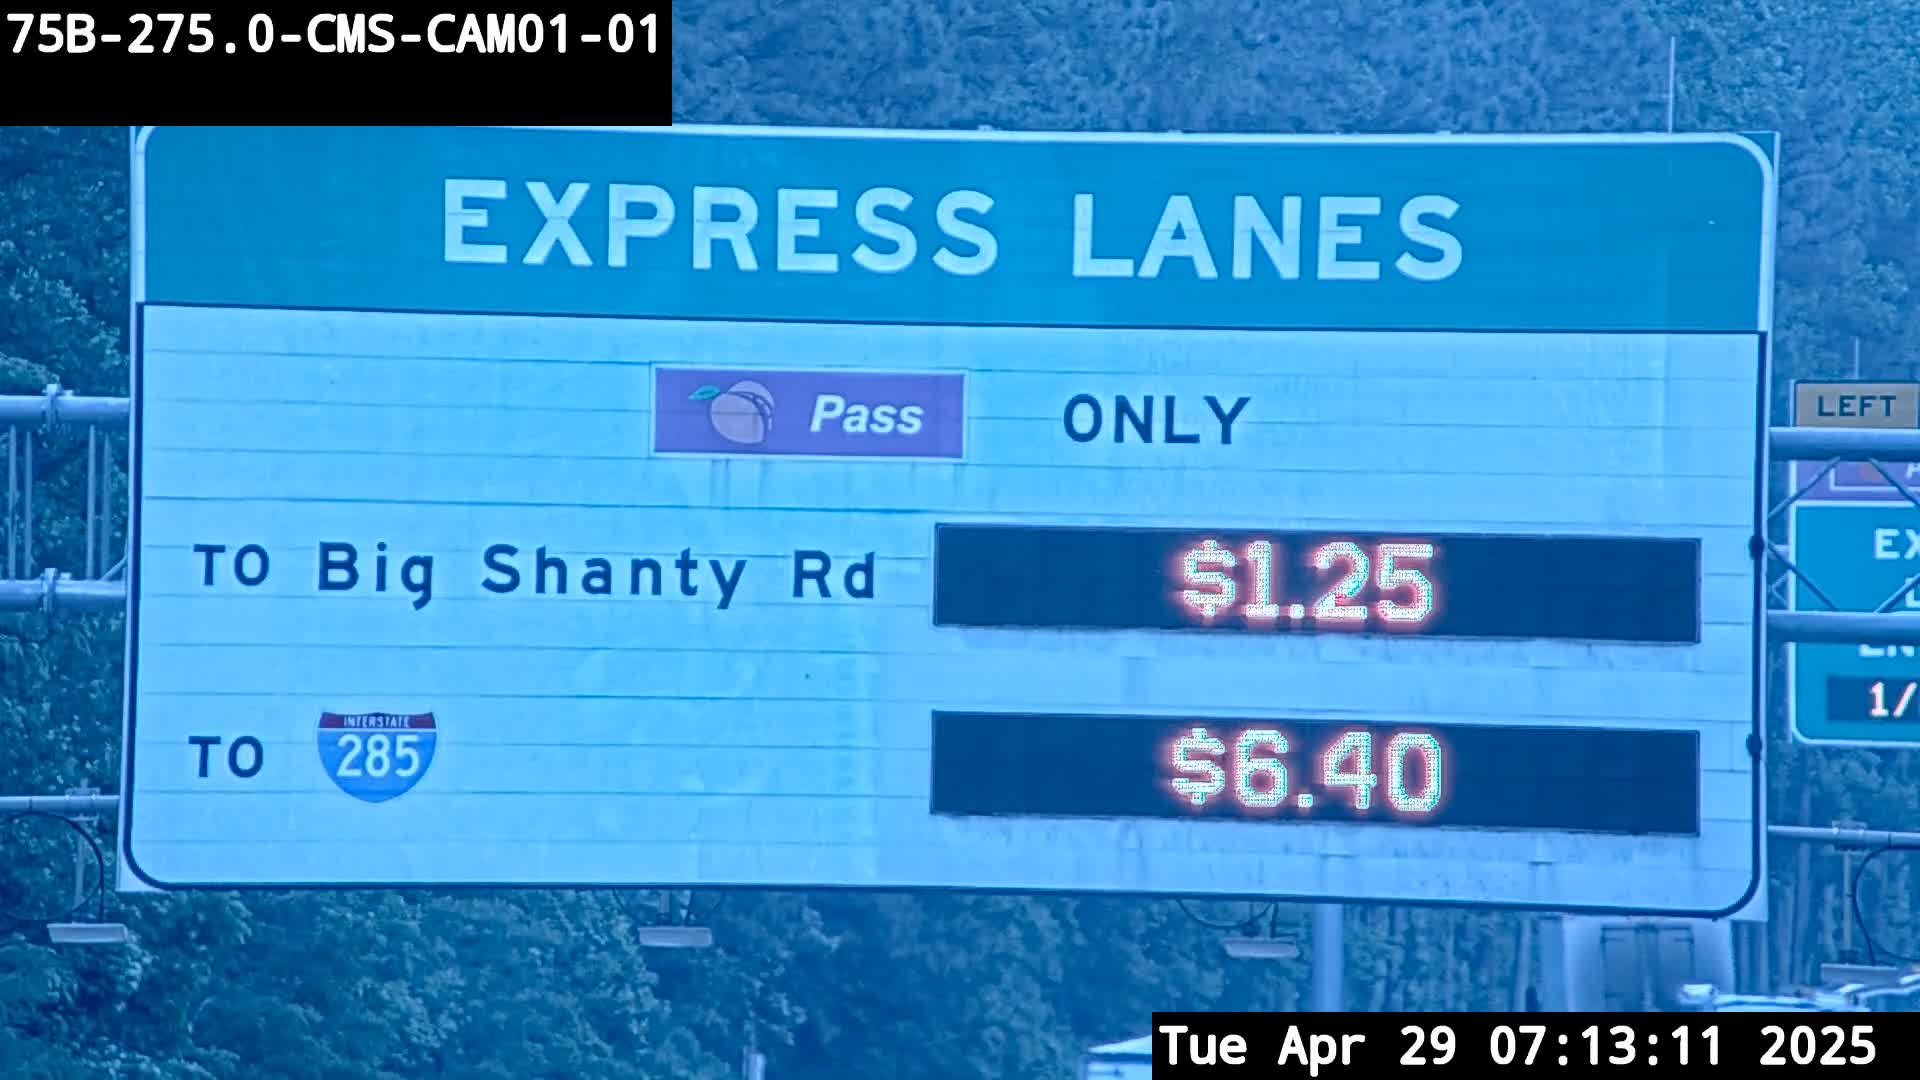 75B-275.0-CMS-CAM01-01
EXPRESS LANES
Pass ONLY
LEFT
TO Big Shanty Rd $1.25
TO INTERSTATE 285 $6.40
1/
Tue Apr 29 07:13:11 2025